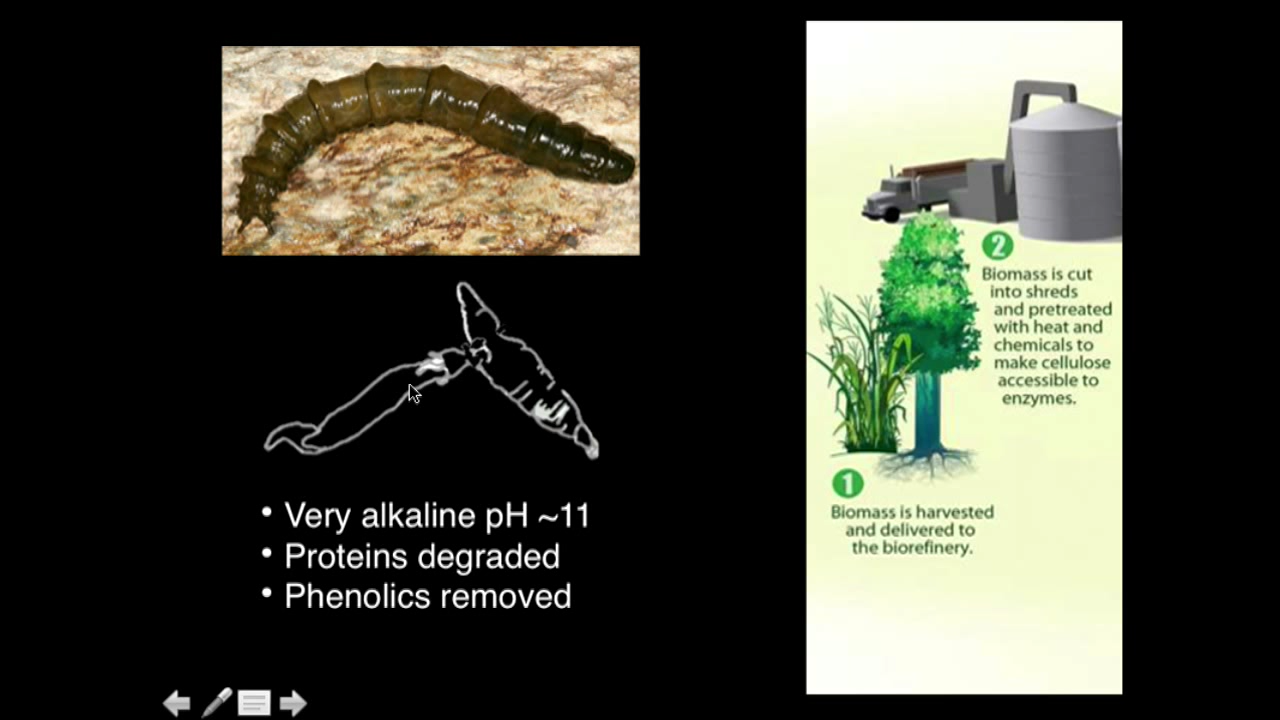 • Very alkaline pH ~11
• Proteins degraded
• Phenolics removed
2
Biomass is cut
into shreds
and pretreated
with heat and
chemicals to
make cellulose
accessible to
enzymes.
1
Biomass is harvested
and delivered to
the biorefinery.